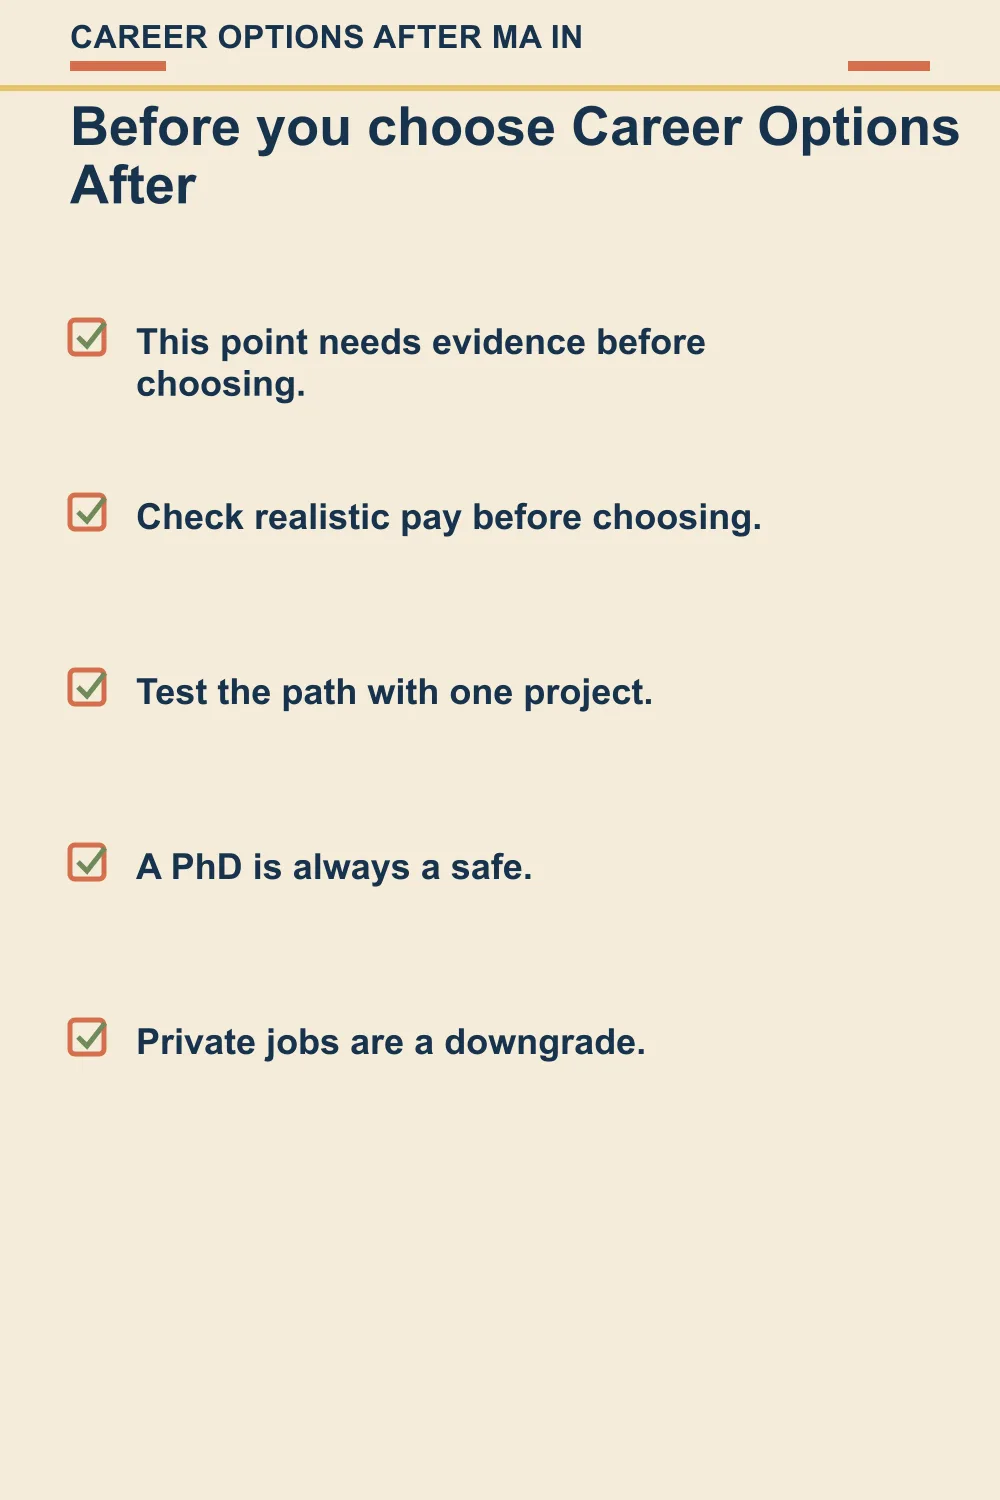 CAREER OPTIONS AFTER MA IN
Before you choose Career Options
After
This point needs evidence before
choosing.
Check realistic pay before choosing.
Test the path with one project.
A PhD is always a safe.
Private jobs are a downgrade.